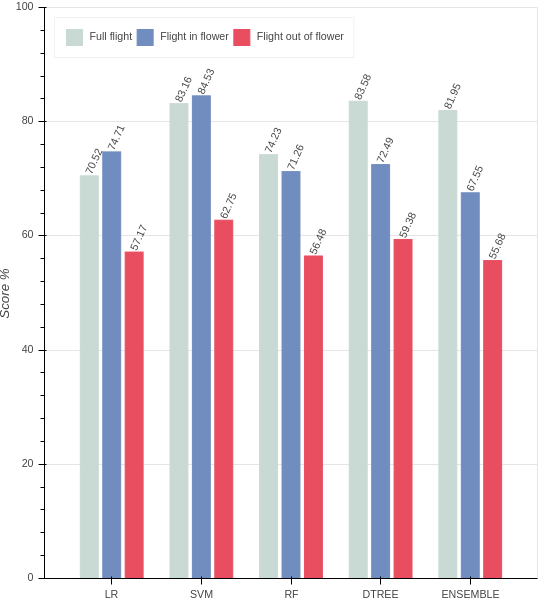 100
80
60
40
20
0
Score %
Full flight Flight in flower Flight out of flower
70.52 74.71 57.17
83.16 84.53 62.75
74.23 71.26 56.48
83.58 72.49 59.38
81.95 67.55 55.68
LR SVM RF DTREE ENSEMBLE